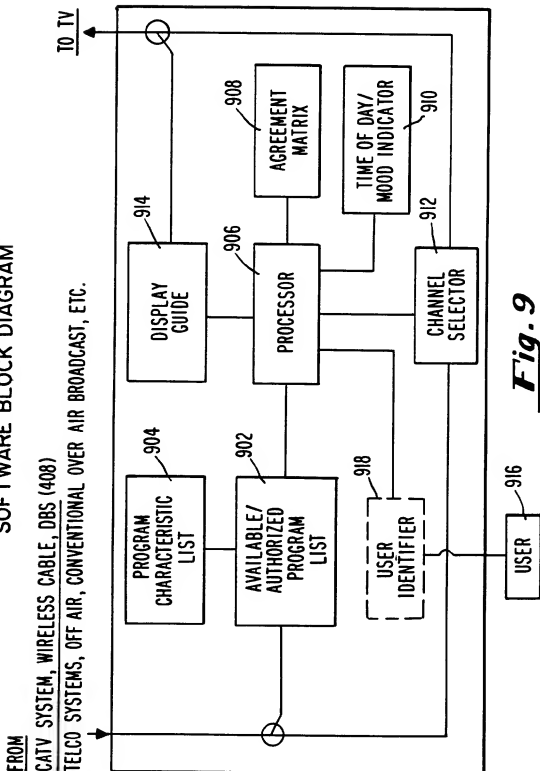 SOFTWARE BLOCK DIAGRAM
FROM
CATV SYSTEM, WIRELESS CABLE, DBS (408)
TELCO SYSTEMS, OFF AIR, CONVENTIONAL OVER AIR BROADCAST, ETC.
TO TV
904
PROGRAM
CHARACTERISTIC
LIST
914
DISPLAY
GUIDE
908
AGREEMENT
MATRIX
902
AVAILABLE/
AUTHORIZED
PROGRAM
LIST
906
PROCESSOR
TIME OF DAY/
MOOD INDICATOR
910
918
USER
IDENTIFIER
912
CHANNEL
SELECTOR
916
USER
Fig. 9